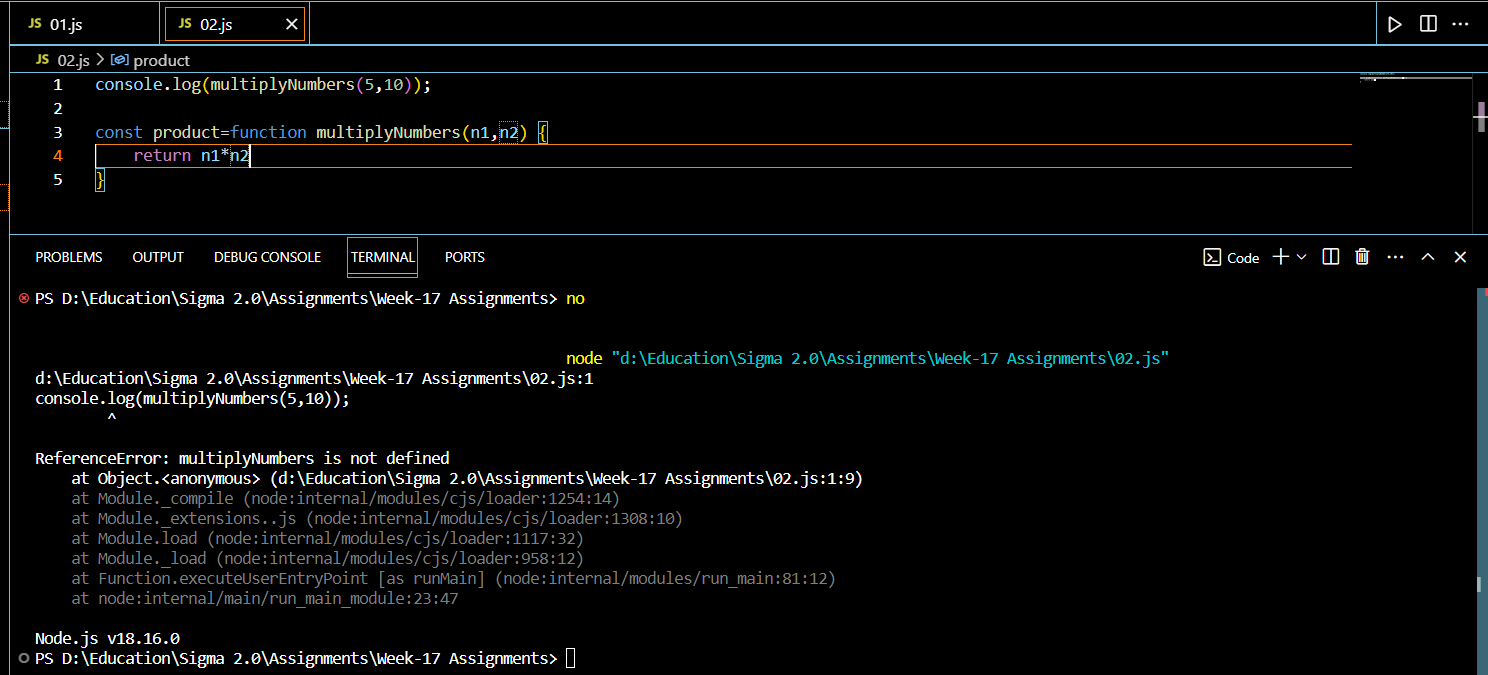 JS 01.js JS 02.js
JS 02.js > product
1 console.log(multiplyNumbers(5,10));
2
3 const product=function multiplyNumbers(n1,n2) {
4 return n1*n2
5 }
PROBLEMS OUTPUT DEBUG CONSOLE TERMINAL PORTS Code
PS D:\Education\Sigma 2.0\Assignments\Week-17 Assignments> no
node "d:\Education\Sigma 2.0\Assignments\Week-17 Assignments\02.js"
d:\Education\Sigma 2.0\Assignments\Week-17 Assignments\02.js:1
console.log(multiplyNumbers(5,10));
^
ReferenceError: multiplyNumbers is not defined
at Object.<anonymous> (d:\Education\Sigma 2.0\Assignments\Week-17 Assignments\02.js:1:9)
at Module._compile (node:internal/modules/cjs/loader:1254:14)
at Module._extensions..js (node:internal/modules/cjs/loader:1308:10)
at Module.load (node:internal/modules/cjs/loader:1117:32)
at Module._load (node:internal/modules/cjs/loader:958:12)
at Function.executeUserEntryPoint [as runMain] (node:internal/modules/run_main:81:12)
at node:internal/main/run_main_module:23:47
Node.js v18.16.0
PS D:\Education\Sigma 2.0\Assignments\Week-17 Assignments>